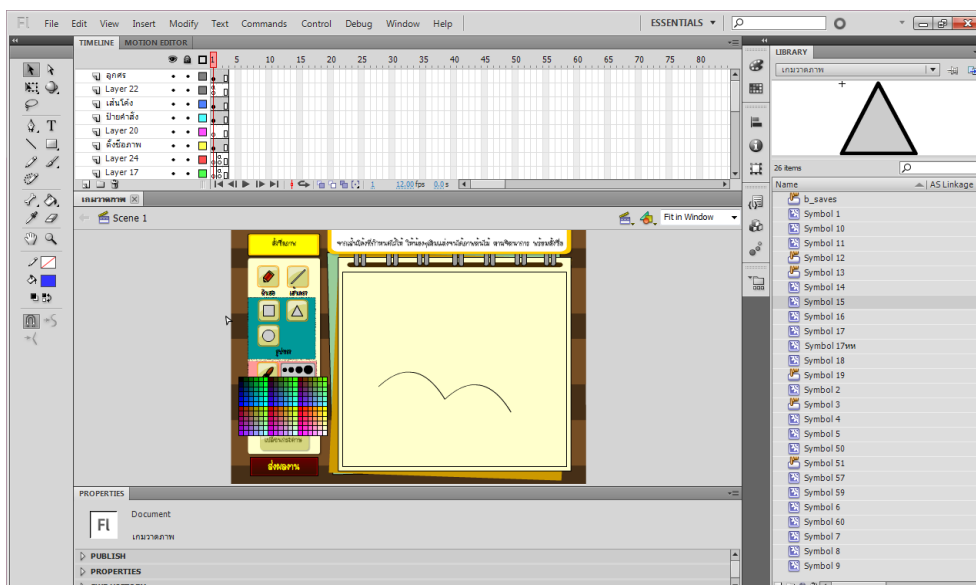 Fl File Edit View Insert Modify Text Commands Control Debug Window Help ESSENTIALS
TIMELINE MOTION EDITOR
1 5 10 15 20 25 30 35 40 45 50 55 60 65 70 75 80
ลูกศร
Layer 22
เส้นโค้ง
ป้ายคำสั่ง
Layer 20
ตั้งชื่อภาพ
Layer 24
Layer 17
1 12.00 fps 0.0 s
เกมวาดภาพ
Scene 1 Fit in Window
ตั้งชื่อภาพ
ดินสอ เส้นตรง
รูปทรง
ส่งผลงาน
PROPERTIES
Fl Document
เกมวาดภาพ
PUBLISH
PROPERTIES
LIBRARY
เกมวาดภาพ
26 items
Name AS Linkage
b_saves
Symbol 1
Symbol 10
Symbol 11
Symbol 12
Symbol 13
Symbol 14
Symbol 15
Symbol 16
Symbol 17
Symbol 17ทท
Symbol 18
Symbol 19
Symbol 2
Symbol 3
Symbol 4
Symbol 5
Symbol 50
Symbol 51
Symbol 57
Symbol 59
Symbol 6
Symbol 60
Symbol 7
Symbol 8
Symbol 9